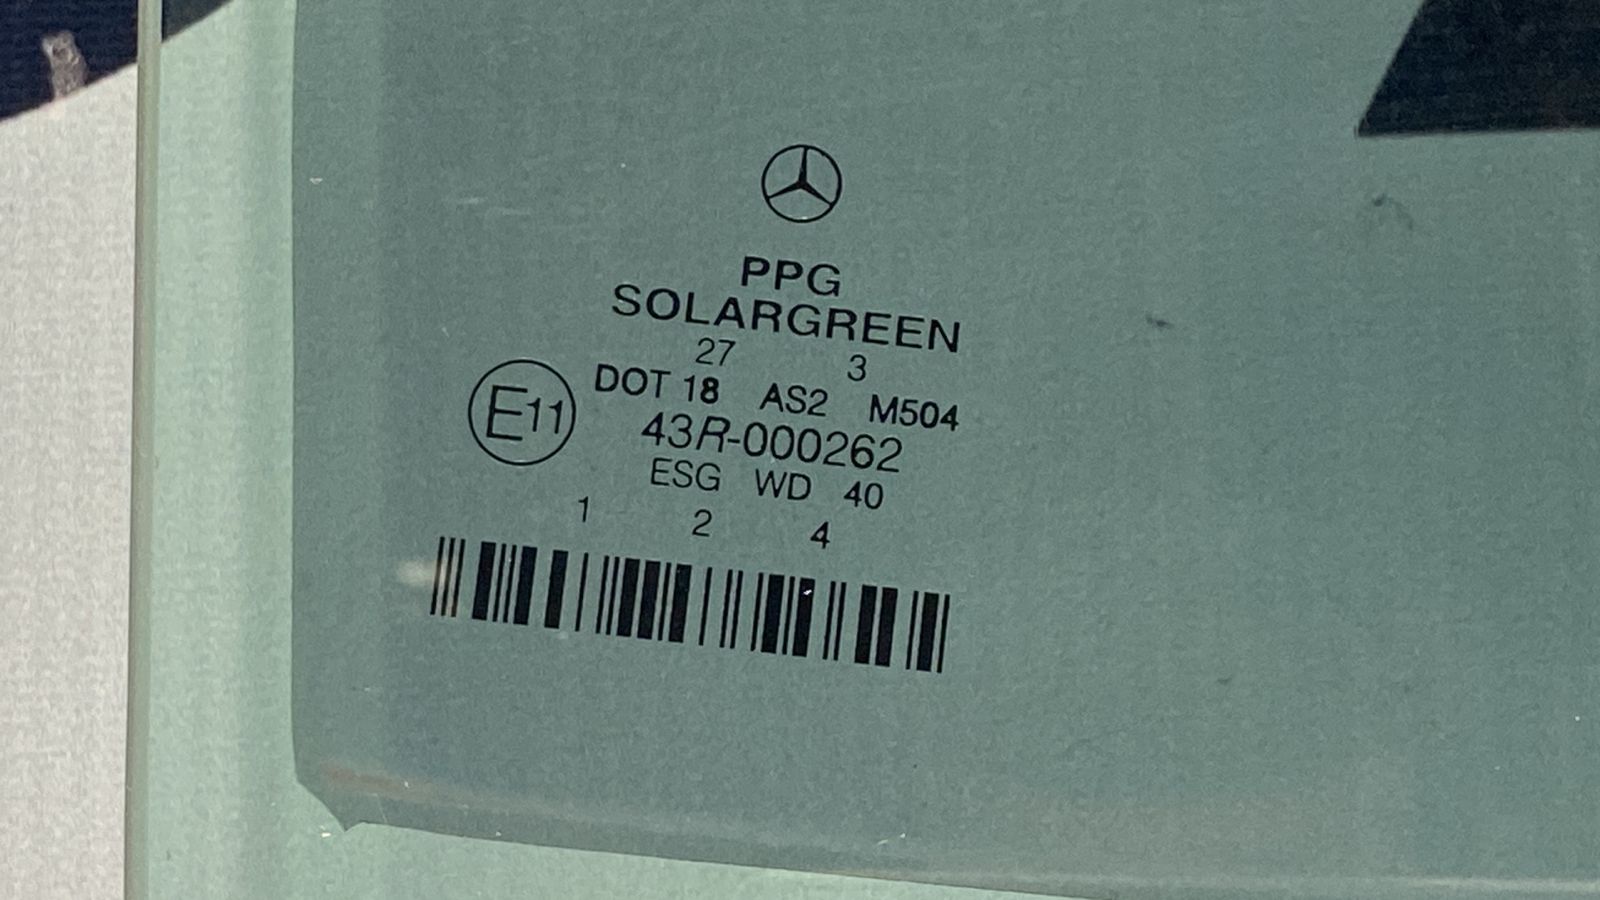 PPG
SOLARGREEN
27 3
DOT 18 AS2 M504
E11
43R-000262
ESG WD 40
1 2 4